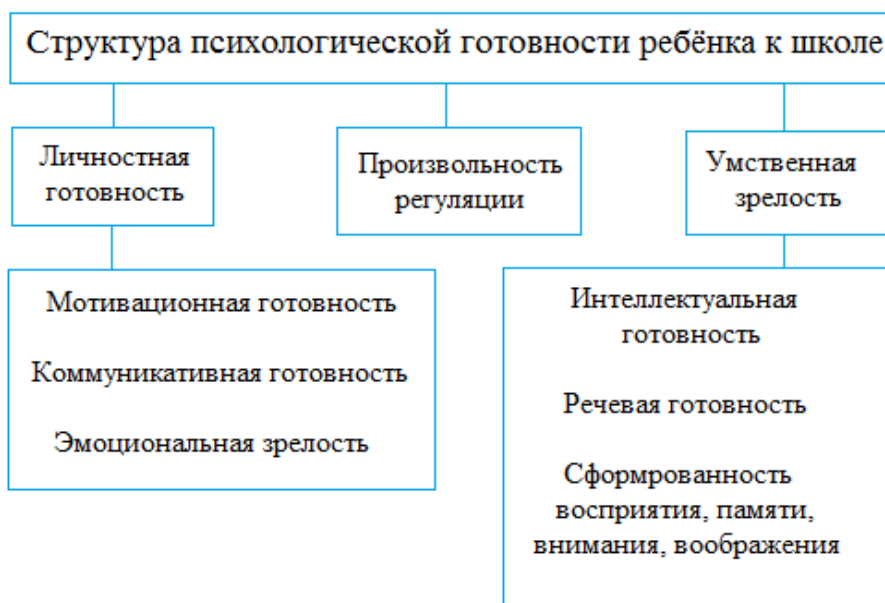 Структура психологической готовности ребёнка к школе
Личностная
готовность
Произвольность
регуляции
Умственная
зрелость
Мотивационная готовность
Коммуникативная готовность
Эмоциональная зрелость
Интеллектуальная
готовность
Речевая готовность
Сформрованность
восприятия, памяти,
внимания, воображения